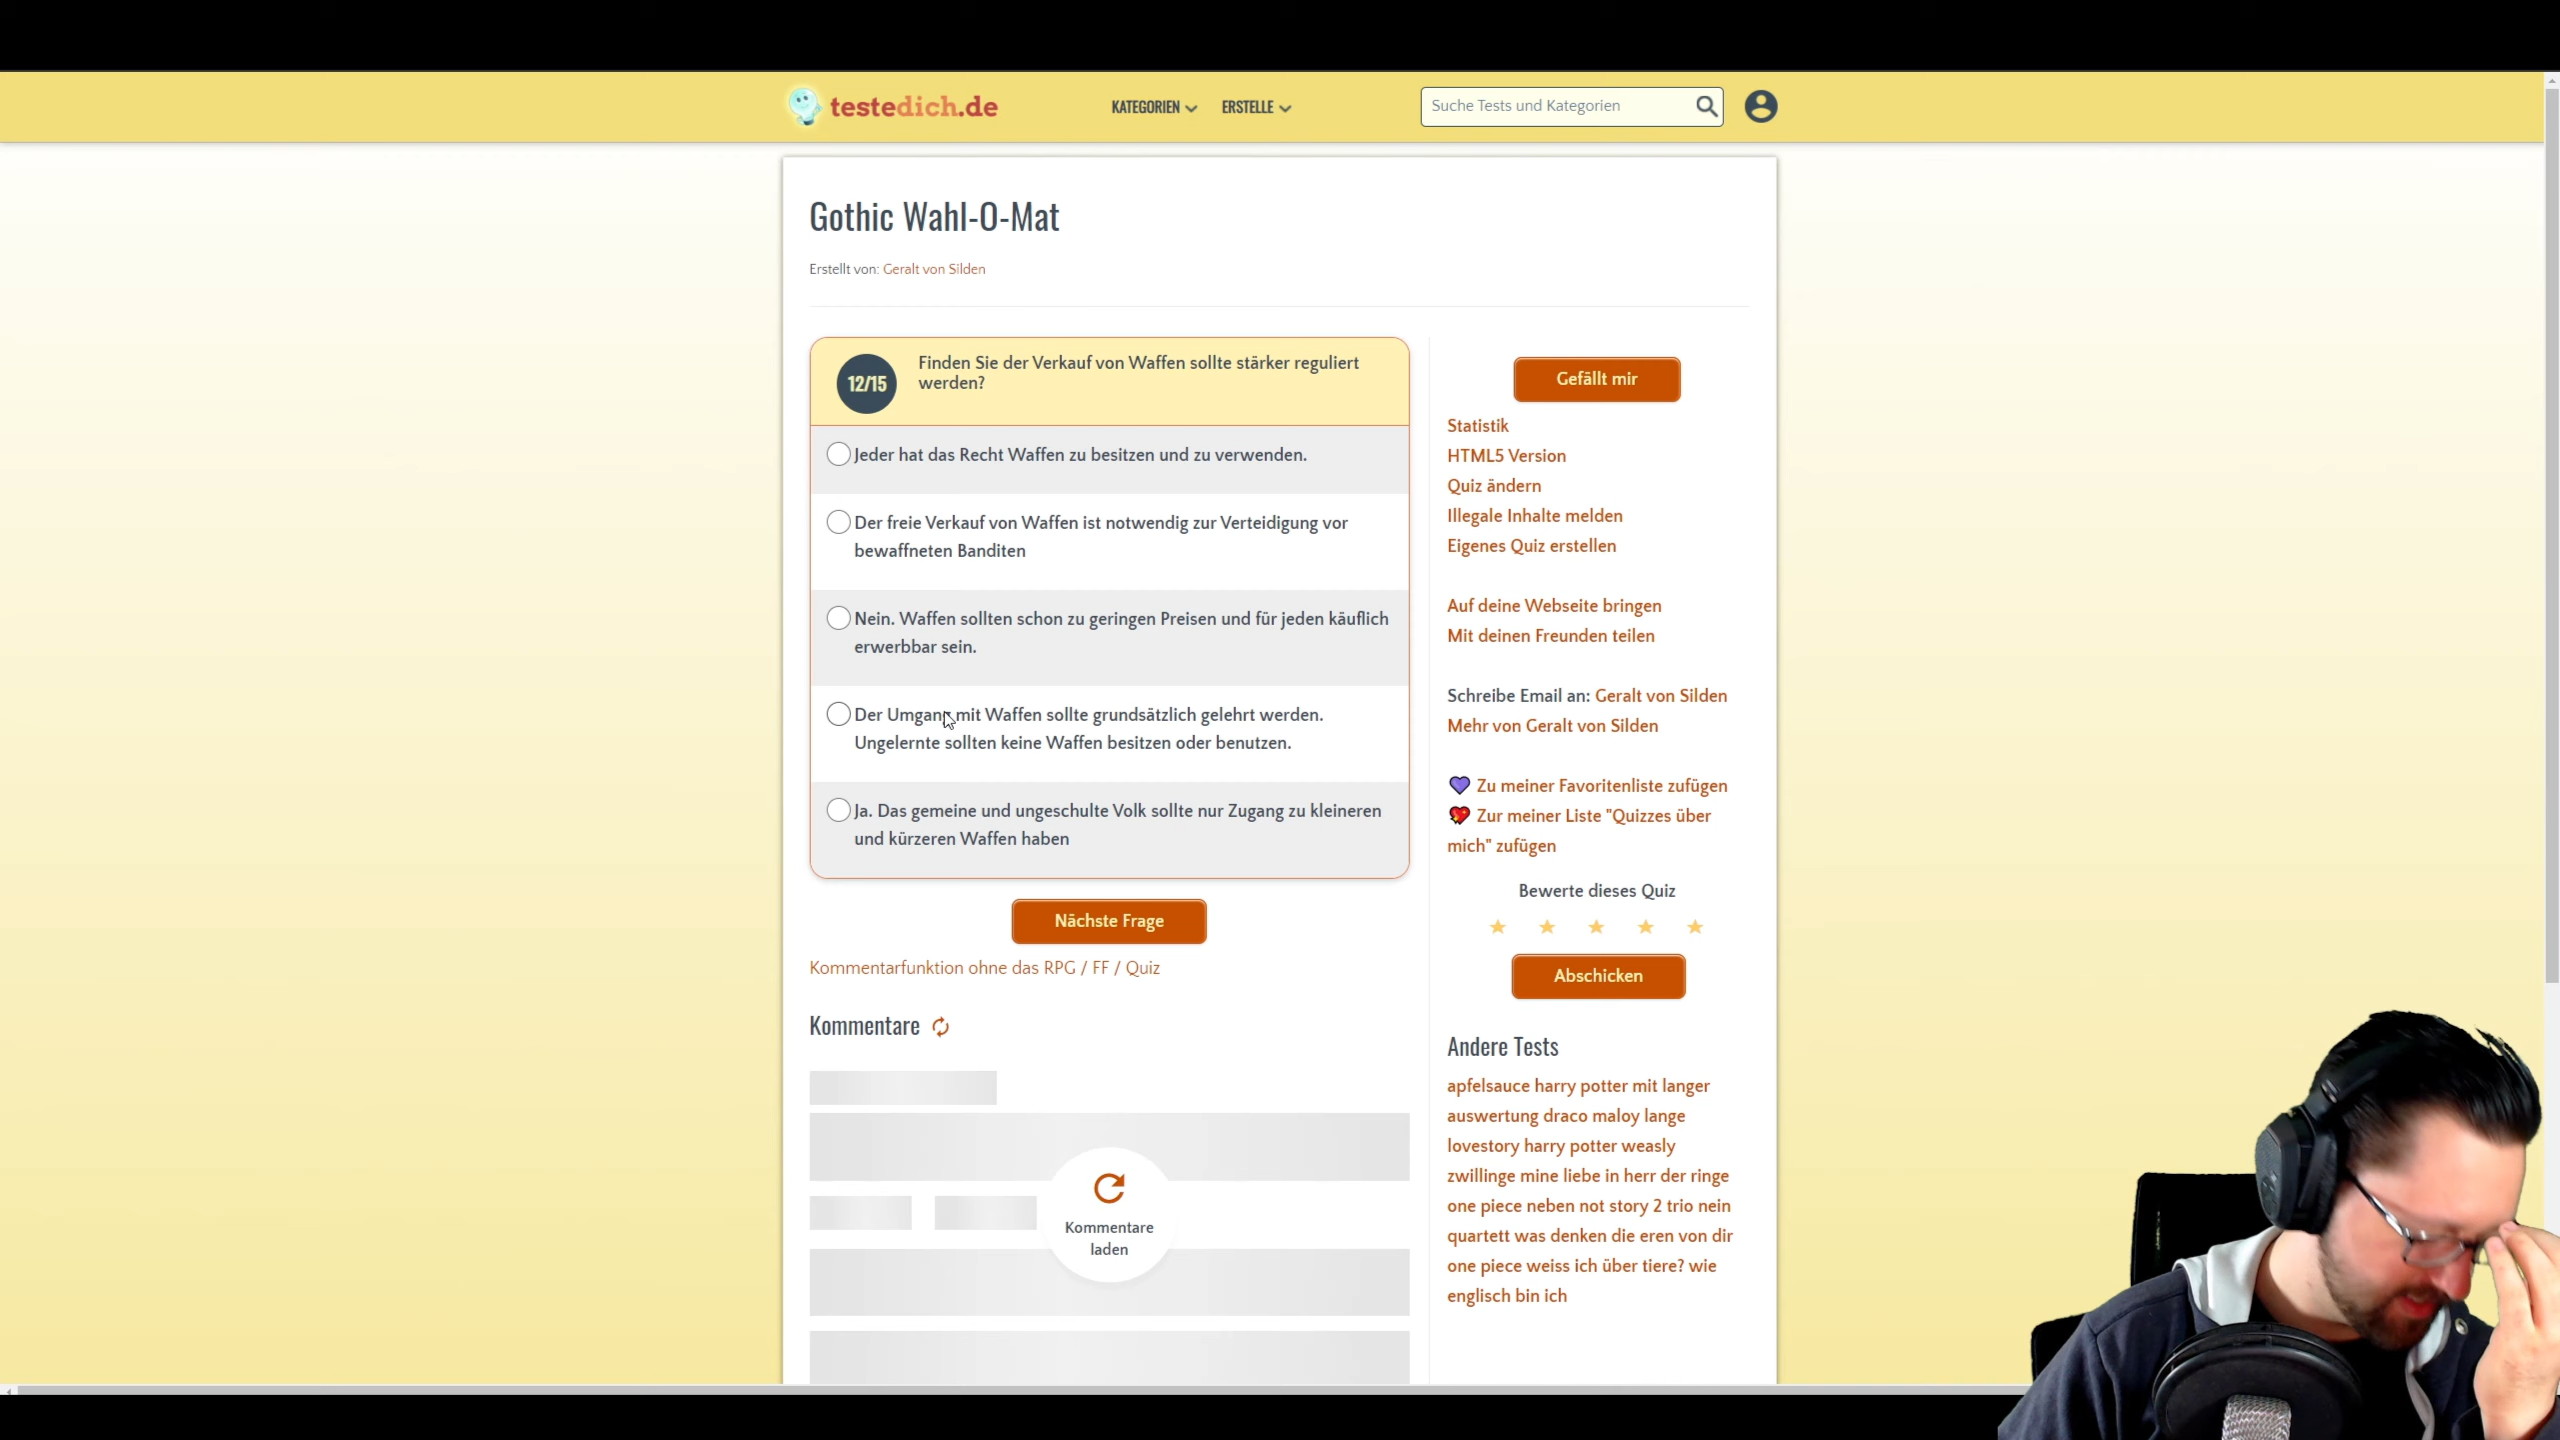 testedich.de
KATEGORIEN
ERSTELLE
Suche Tests und Kategorien
Gothic Wahl-O-Mat
Erstellt von: Geralt von Silden
12/15
Finden Sie der Verkauf von Waffen sollte stärker reguliert
werden?
Jeder hat das Recht Waffen zu besitzen und zu verwenden.
Der freie Verkauf von Waffen ist notwendig zur Verteidigung vor
bewaffneten Banditen
Nein. Waffen sollten schon zu geringen Preisen und für jeden käuflich
erwerbbar sein.
Der Umgang mit Waffen sollte grundsätzlich gelehrt werden.
Ungelernte sollten keine Waffen besitzen oder benutzen.
Ja. Das gemeine und ungeschulte Volk sollte nur Zugang zu kleineren
und kürzeren Waffen haben
Nächste Frage
Kommentarfunktion ohne das RPG / FF / Quiz
Kommentare
Kommentare
laden
Gefällt mir
Statistik
HTML5 Version
Quiz ändern
Illegale Inhalte melden
Eigenes Quiz erstellen
Auf deine Webseite bringen
Mit deinen Freunden teilen
Schreibe Email an: Geralt von Silden
Mehr von Geralt von Silden
Zu meiner Favoritenliste zufügen
Zur meiner Liste "Quizzes über
mich" zufügen
Bewerte dieses Quiz
Abschicken
Andere Tests
apfelsauce harry potter mit langer
auswertung draco maloy lange
lovestory harry potter weasly
zwillinge mine liebe in herr der ringe
one piece neben not story 2 trio nein
quartett was denken die eren von dir
one piece weiss ich über tiere? wie
englisch bin ich